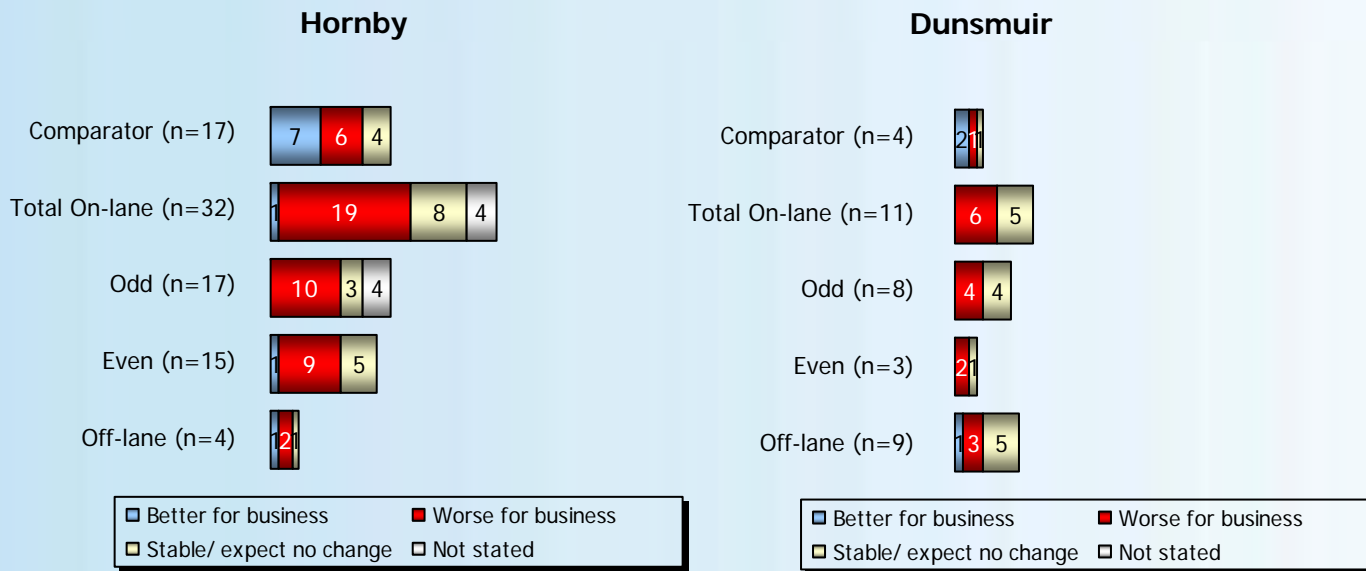 Hornby
Comparator (n=17) 7 6 4
Total On-lane (n=32) 1 19 8 4
Odd (n=17) 10 3 4
Even (n=15) 1 9 5
Off-lane (n=4) 1 2 1
Better for business Worse for business
Stable/ expect no change Not stated
Dunsmuir
Comparator (n=4) 2 1 1
Total On-lane (n=11) 6 5
Odd (n=8) 4 4
Even (n=3) 2 1
Off-lane (n=9) 1 3 5
Better for business Worse for business
Stable/ expect no change Not stated